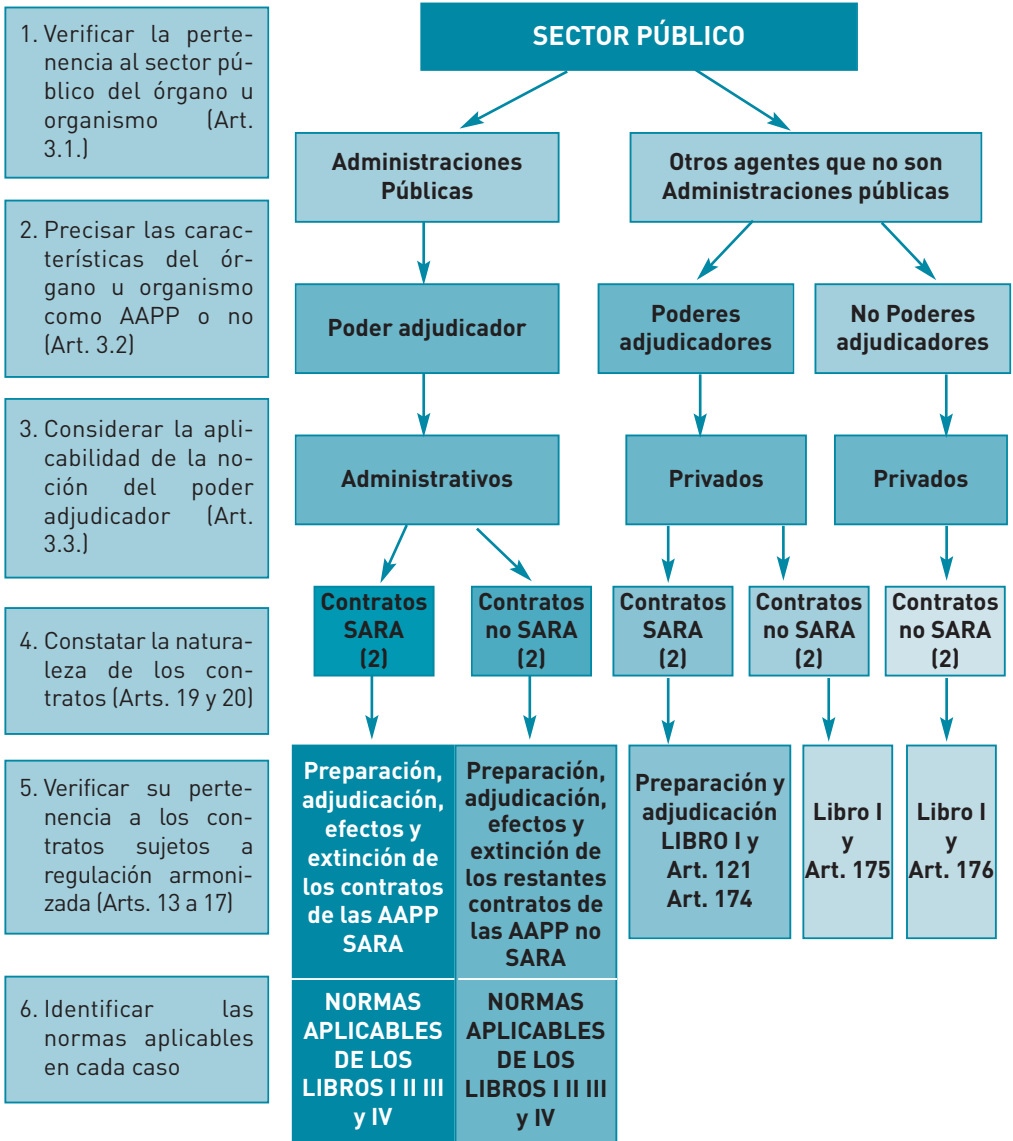 1. Verificar la perte-
nencia al sector pú-
blico del órgano u
organismo (Art.
3.1.)
2. Precisar las carac-
terísticas del ór-
gano u organismo
como AAPP o no
(Art. 3.2)
3. Considerar la apli-
cabilidad de la no-
ción del poder
adjudicador (Art.
3.3.)
4. Constatar la natura-
leza de los con-
tratos (Arts. 19 y 20)
5. Verificar su perte-
nencia a los con-
tratos sujetos a
regulación armoni-
zada (Arts. 13 a 17)
6. Identificar las
normas aplicables
en cada caso
SECTOR PÚBLICO
Administraciones
Públicas
Otros agentes que no son
Administraciones públicas
Poder adjudicador
Poderes
adjudicadores
No Poderes
adjudicadores
Administrativos
Privados
Privados
Contratos
SARA
(2)
Contratos
no SARA
(2)
Contratos
SARA
(2)
Contratos
no SARA
(2)
Contratos
no SARA
(2)
Preparación,
adjudicación,
efectos y
extinción de
los contratos
de las AAPP
SARA
Preparación,
adjudicación,
efectos y
extinción de
los restantes
contratos de
las AAPP no
SARA
Preparación y
adjudicación
LIBRO I y
Art. 121
Art. 174
Libro I
y
Art. 175
Libro I
y
Art. 176
NORMAS
APLICABLES
DE LOS
LIBROS I II III
y IV
NORMAS
APLICABLES
DE LOS
LIBROS I II III
y IV